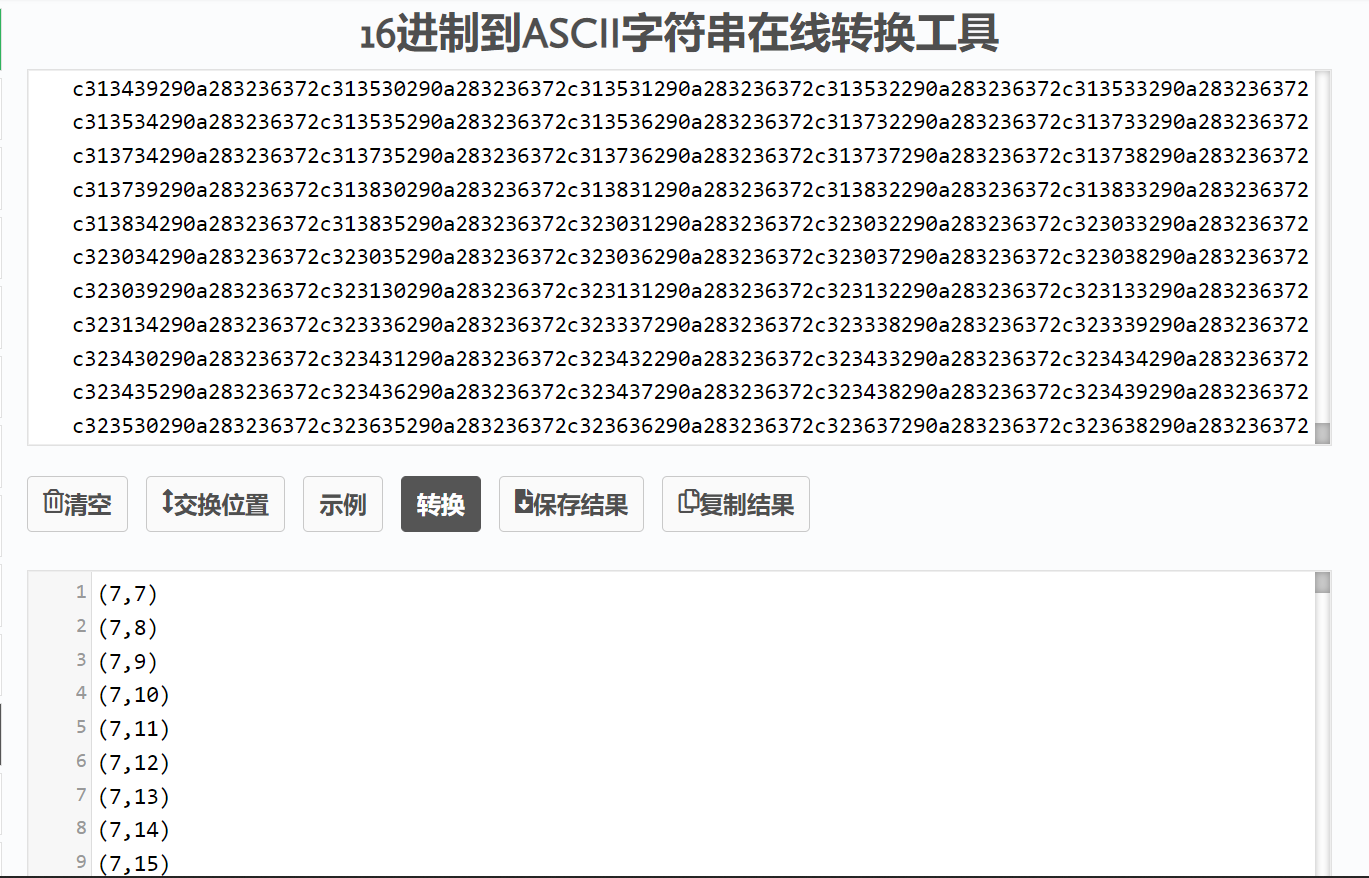 16进制到ASCII字符串在线转换工具
c313439290a283236372c313530290a283236372c313531290a283236372c313532290a283236372c313533290a283236372
c313534290a283236372c313535290a283236372c313536290a283236372c313732290a283236372c313733290a283236372
c313734290a283236372c313735290a283236372c313736290a283236372c313737290a283236372c313738290a283236372
c313739290a283236372c313830290a283236372c313831290a283236372c313832290a283236372c313833290a283236372
c313834290a283236372c313835290a283236372c323031290a283236372c323032290a283236372c323033290a283236372
c323034290a283236372c323035290a283236372c323036290a283236372c323037290a283236372c323038290a283236372
c323039290a283236372c323130290a283236372c323131290a283236372c323132290a283236372c323133290a283236372
c323134290a283236372c323336290a283236372c323337290a283236372c323338290a283236372c323339290a283236372
c323430290a283236372c323431290a283236372c323432290a283236372c323433290a283236372c323434290a283236372
c323435290a283236372c323436290a283236372c323437290a283236372c323438290a283236372c323439290a283236372
c323530290a283236372c323635290a283236372c323636290a283236372c323637290a283236372c323638290a283236372
清空 交换位置 示例 转换 保存结果 复制结果
1 (7,7)
2 (7,8)
3 (7,9)
4 (7,10)
5 (7,11)
6 (7,12)
7 (7,13)
8 (7,14)
9 (7,15)